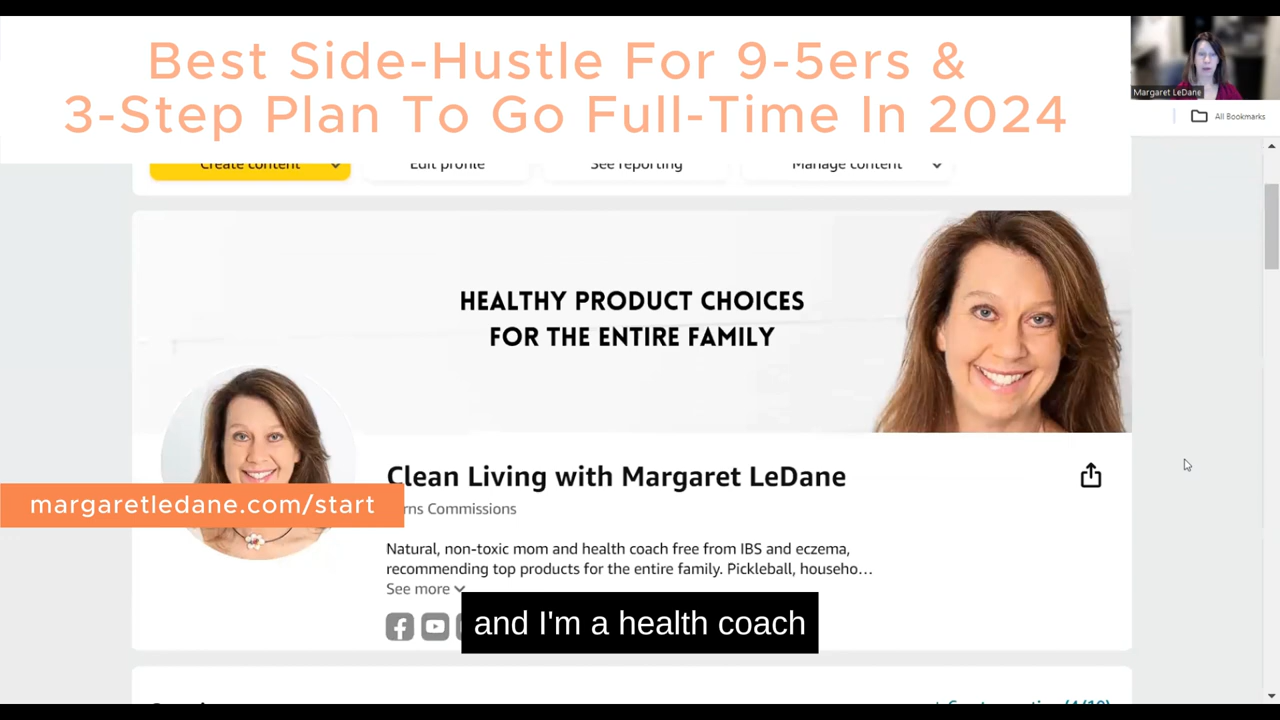 Best Side-Hustle For 9-5ers &
3-Step Plan To Go Full-Time In 2024
Margaret LeDane
All Bookmarks
Create content
Edit profile
See reporting
Manage content
HEALTHY PRODUCT CHOICES
FOR THE ENTIRE FAMILY
Clean Living with Margaret LeDane
margaretledane.com/start
rns Commissions
Natural, non-toxic mom and health coach free from IBS and eczema,
recommending top products for the entire family. Pickleball, househo...
See more
and I'm a health coach